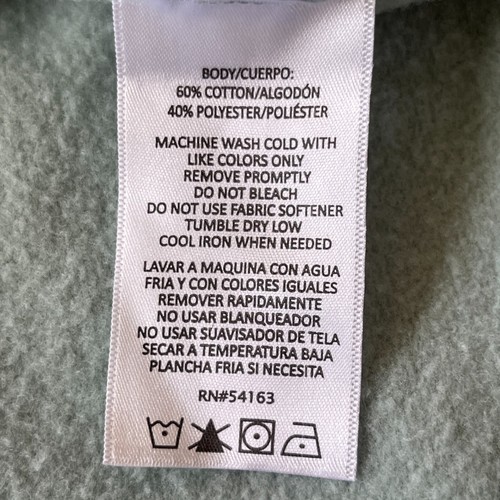 BODY/CUERPO:
60% COTTON/ALGODÓN
40% POLYESTER/POLIÉSTER
MACHINE WASH COLD WITH
LIKE COLORS ONLY
REMOVE PROMPTLY
DO NOT BLEACH
DO NOT USE FABRIC SOFTENER
TUMBLE DRY LOW
COOL IRON WHEN NEEDED
LAVAR A MAQUINA CON AGUA
FRIA Y CON COLORES IGUALES
REMOVER RAPIDAMENTE
NO USAR BLANQUEADOR
NO USAR SUAVISADOR DE TELA
SECAR A TEMPERATURA BAJA
PLANCHA FRIA SI NECESITA
RN#54163